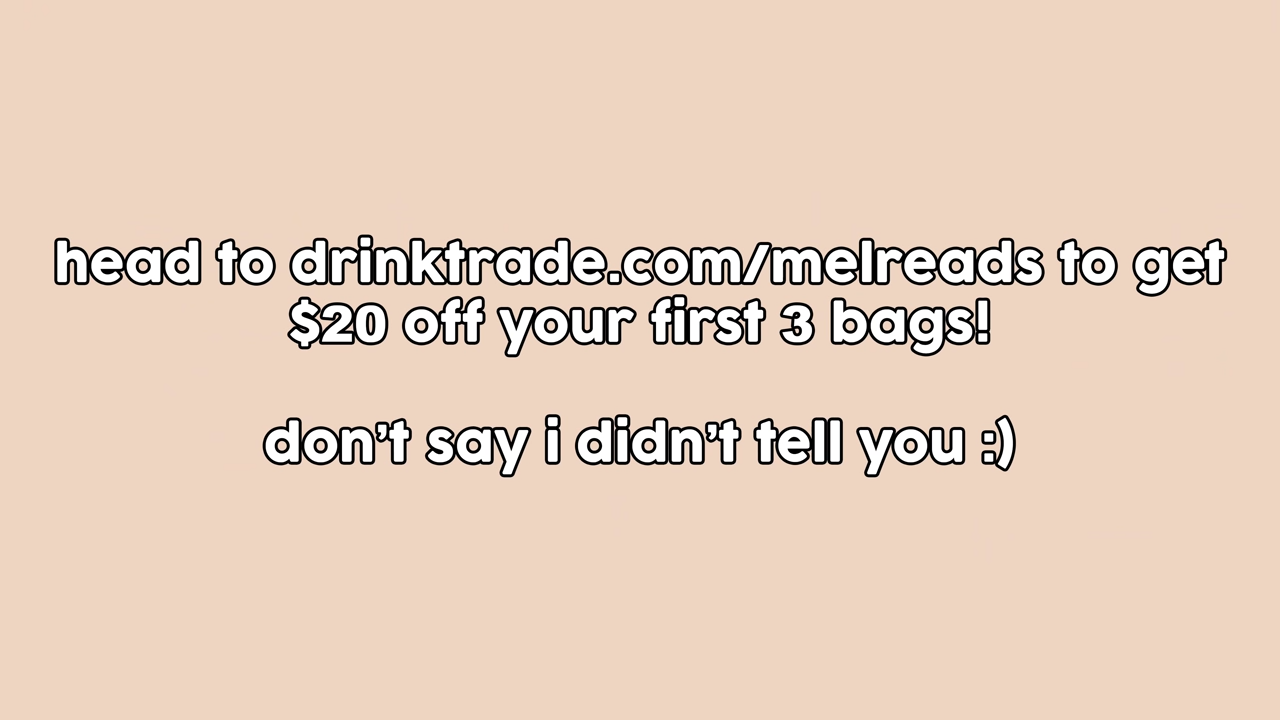 head to drinktrade.com/melreads to get
$20 off your first 3 bags!
don't say i didn't tell you :)